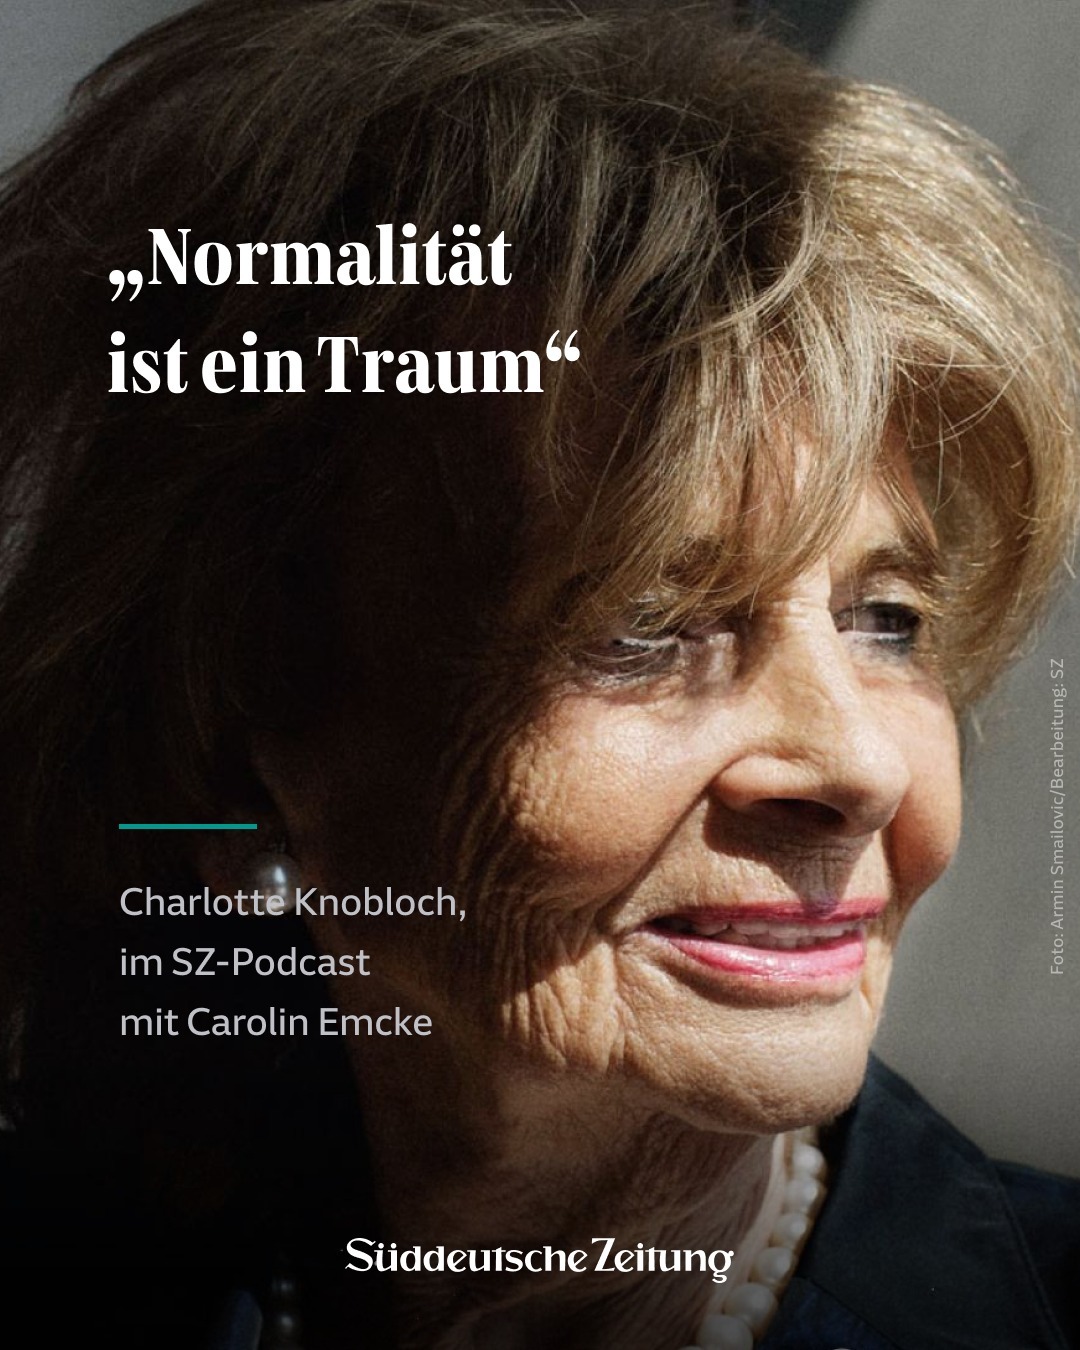 „Normalität
ist ein Traum“
Charlotte Knobloch,
im SZ-Podcast
mit Carolin Emcke
Foto: Armin Smailovic/Bearbeitung: SZ
Süddeutsche Zeitung